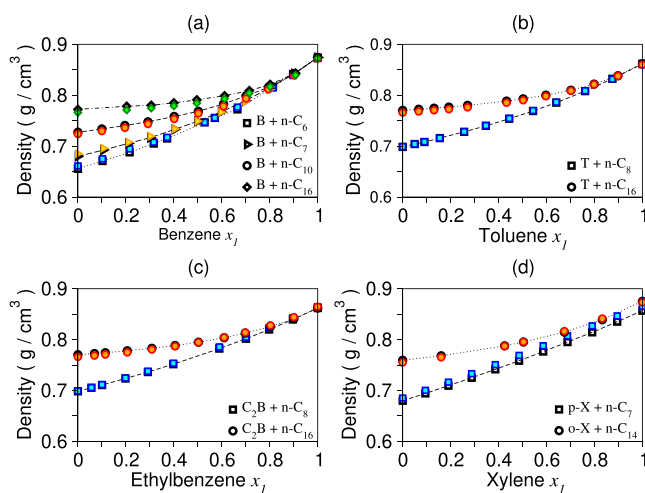 (a)
0.9
0.8
0.7
0.6
Density ( g / cm³ )
B + n-C₆
B + n-C₇
B + n-C₁₀
B + n-C₁₆
0 0.2 0.4 0.6 0.8 1
Benzene x₁
(b)
0.9
0.8
0.7
0.6
Density ( g / cm³ )
T + n-C₈
T + n-C₁₆
0 0.2 0.4 0.6 0.8 1
Toluene x₁
(c)
0.9
0.8
0.7
0.6
Density ( g / cm³ )
C₂B + n-C₈
C₂B + n-C₁₆
0 0.2 0.4 0.6 0.8 1
Ethylbenzene x₁
(d)
0.9
0.8
0.7
0.6
Density ( g / cm³ )
p-X + n-C₇
o-X + n-C₁₄
0 0.2 0.4 0.6 0.8 1
Xylene x₁